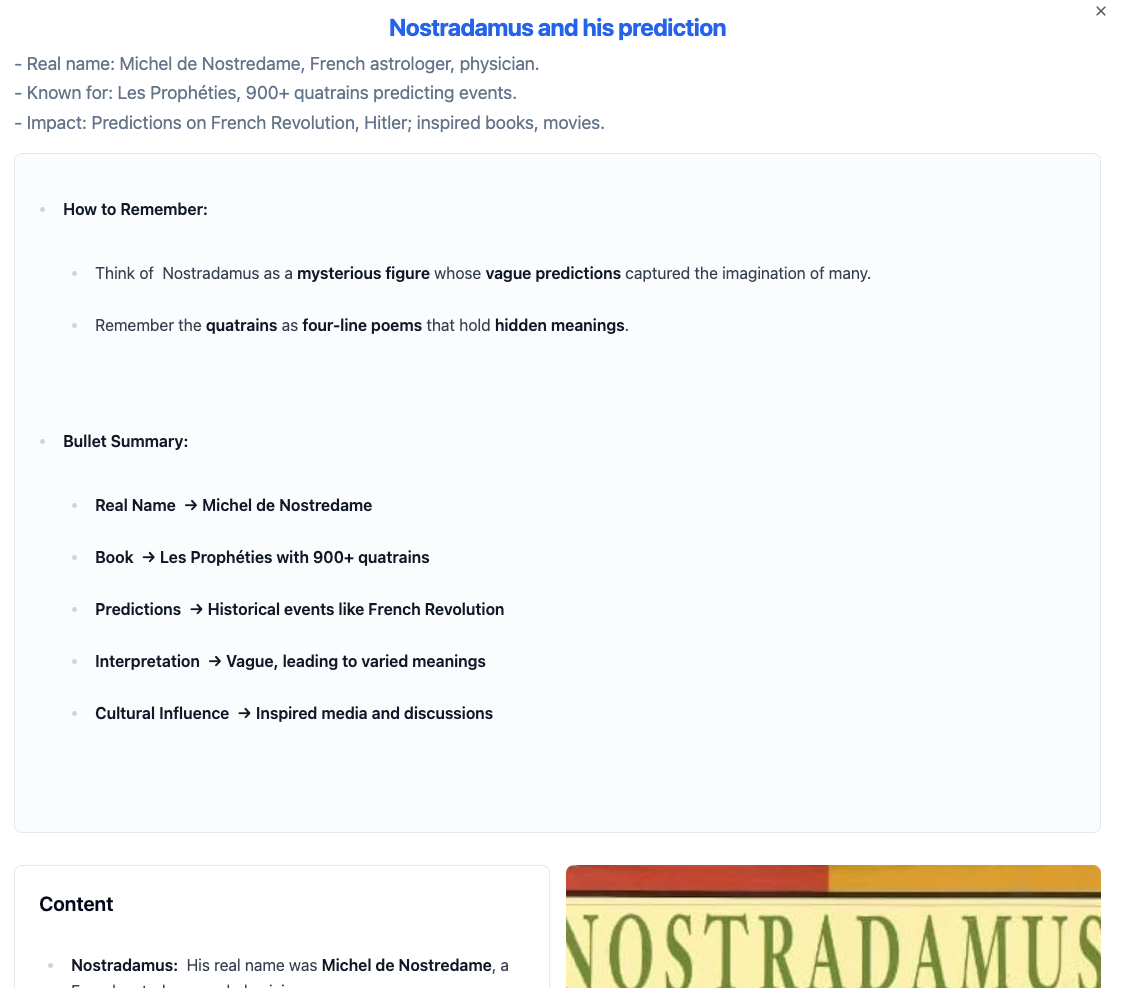 Nostradamus and his prediction
- Real name: Michel de Nostredame, French astrologer, physician.
- Known for: Les Prophéties, 900+ quatrains predicting events.
- Impact: Predictions on French Revolution, Hitler; inspired books, movies.
How to Remember:
Think of Nostradamus as a mysterious figure whose vague predictions captured the imagination of many.
Remember the quatrains as four-line poems that hold hidden meanings.
Bullet Summary:
Real Name → Michel de Nostredame
Book → Les Prophéties with 900+ quatrains
Predictions → Historical events like French Revolution
Interpretation → Vague, leading to varied meanings
Cultural Influence → Inspired media and discussions
Content
Nostradamus: His real name was Michel de Nostredame, a
NOSTRADAMUS